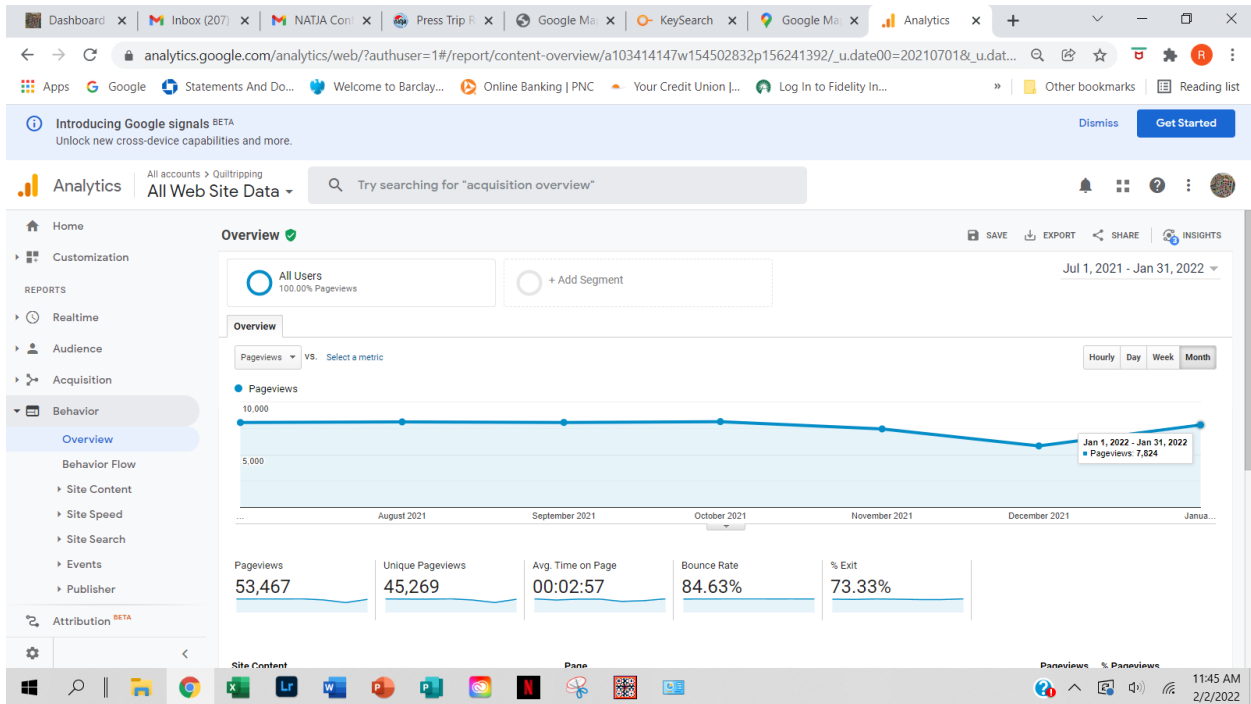 Dashboard
Inbox (207)
NATJA Con
Press Trip R
Google Ma
KeySearch
Google Ma
Analytics
analytics.google.com/analytics/web/?authuser=1#/report/content-overview/a103414147w154502832p156241392/_u.date00=20210701&_u.dat...
R
Apps Google Statements And Do... Welcome to Barclay... Online Banking | PNC Your Credit Union |... Log In to Fidelity In... » Other bookmarks Reading list
Introducing Google signals BETA
Unlock new cross-device capabilities and more.
Dismiss
Get Started
Analytics
All accounts > Quiltripping
All Web Site Data
Try searching for "acquisition overview"
Home
Customization
REPORTS
Realtime
Audience
Acquisition
Behavior
Overview
Behavior Flow
Site Content
Site Speed
Site Search
Events
Publisher
Attribution BETA
Overview
SAVE EXPORT SHARE 3 INSIGHTS
All Users
100.00% Pageviews
+ Add Segment
Jul 1, 2021 - Jan 31, 2022
Overview
Pageviews VS. Select a metric
Hourly Day Week Month
Pageviews
10,000
5,000
Jan 1, 2022 - Jan 31, 2022
Pageviews: 7,824
... August 2021 September 2021 October 2021 November 2021 December 2021 Janua...
Pageviews
53,467
Unique Pageviews
45,269
Avg. Time on Page
00:02:57
Bounce Rate
84.63%
% Exit
73.33%
Site Content Page Pageviews % Pageviews
Lr
11:45 AM
2/2/2022